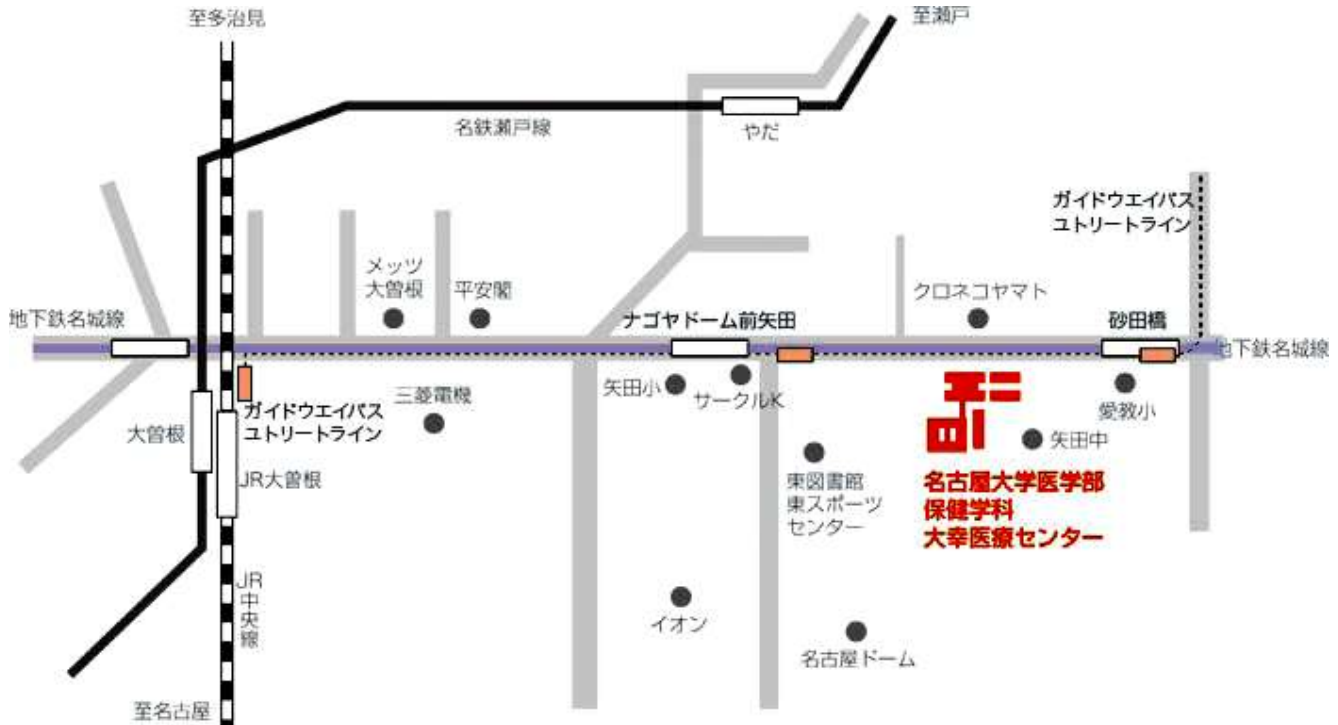 至多治見
至瀬戸
名鉄瀬戸線
やだ
ガイドウエイバス
ユトリートライン
メッツ
大曽根
平安閣
クロネコヤマト
地下鉄名城線
ナゴヤドーム前矢田
砂田橋
地下鉄名城線
三菱電機
矢田小
サークルK
愛教小
ガイドウエイバス
ユトリートライン
大曽根
矢田中
JR大曽根
東図書館
東スポーツ
センター
名古屋大学医学部
保健学科
大幸医療センター
JR
中
央
線
イオン
名古屋ドーム
至名古屋